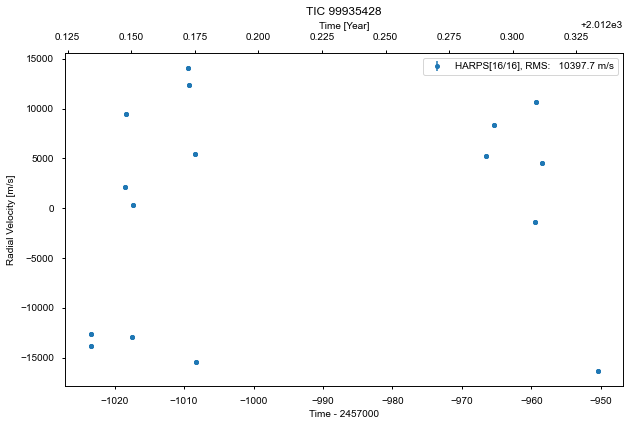 TIC 99935428
Time [Year]
+2.012e3
0.125 0.150 0.175 0.200 0.225 0.250 0.275 0.300 0.325
HARPS[16/16], RMS: 10397.7 m/s
Radial Velocity [m/s]
15000
10000
5000
0
−5000
−10000
−15000
−1020 −1010 −1000 −990 −980 −970 −960 −950
Time - 2457000